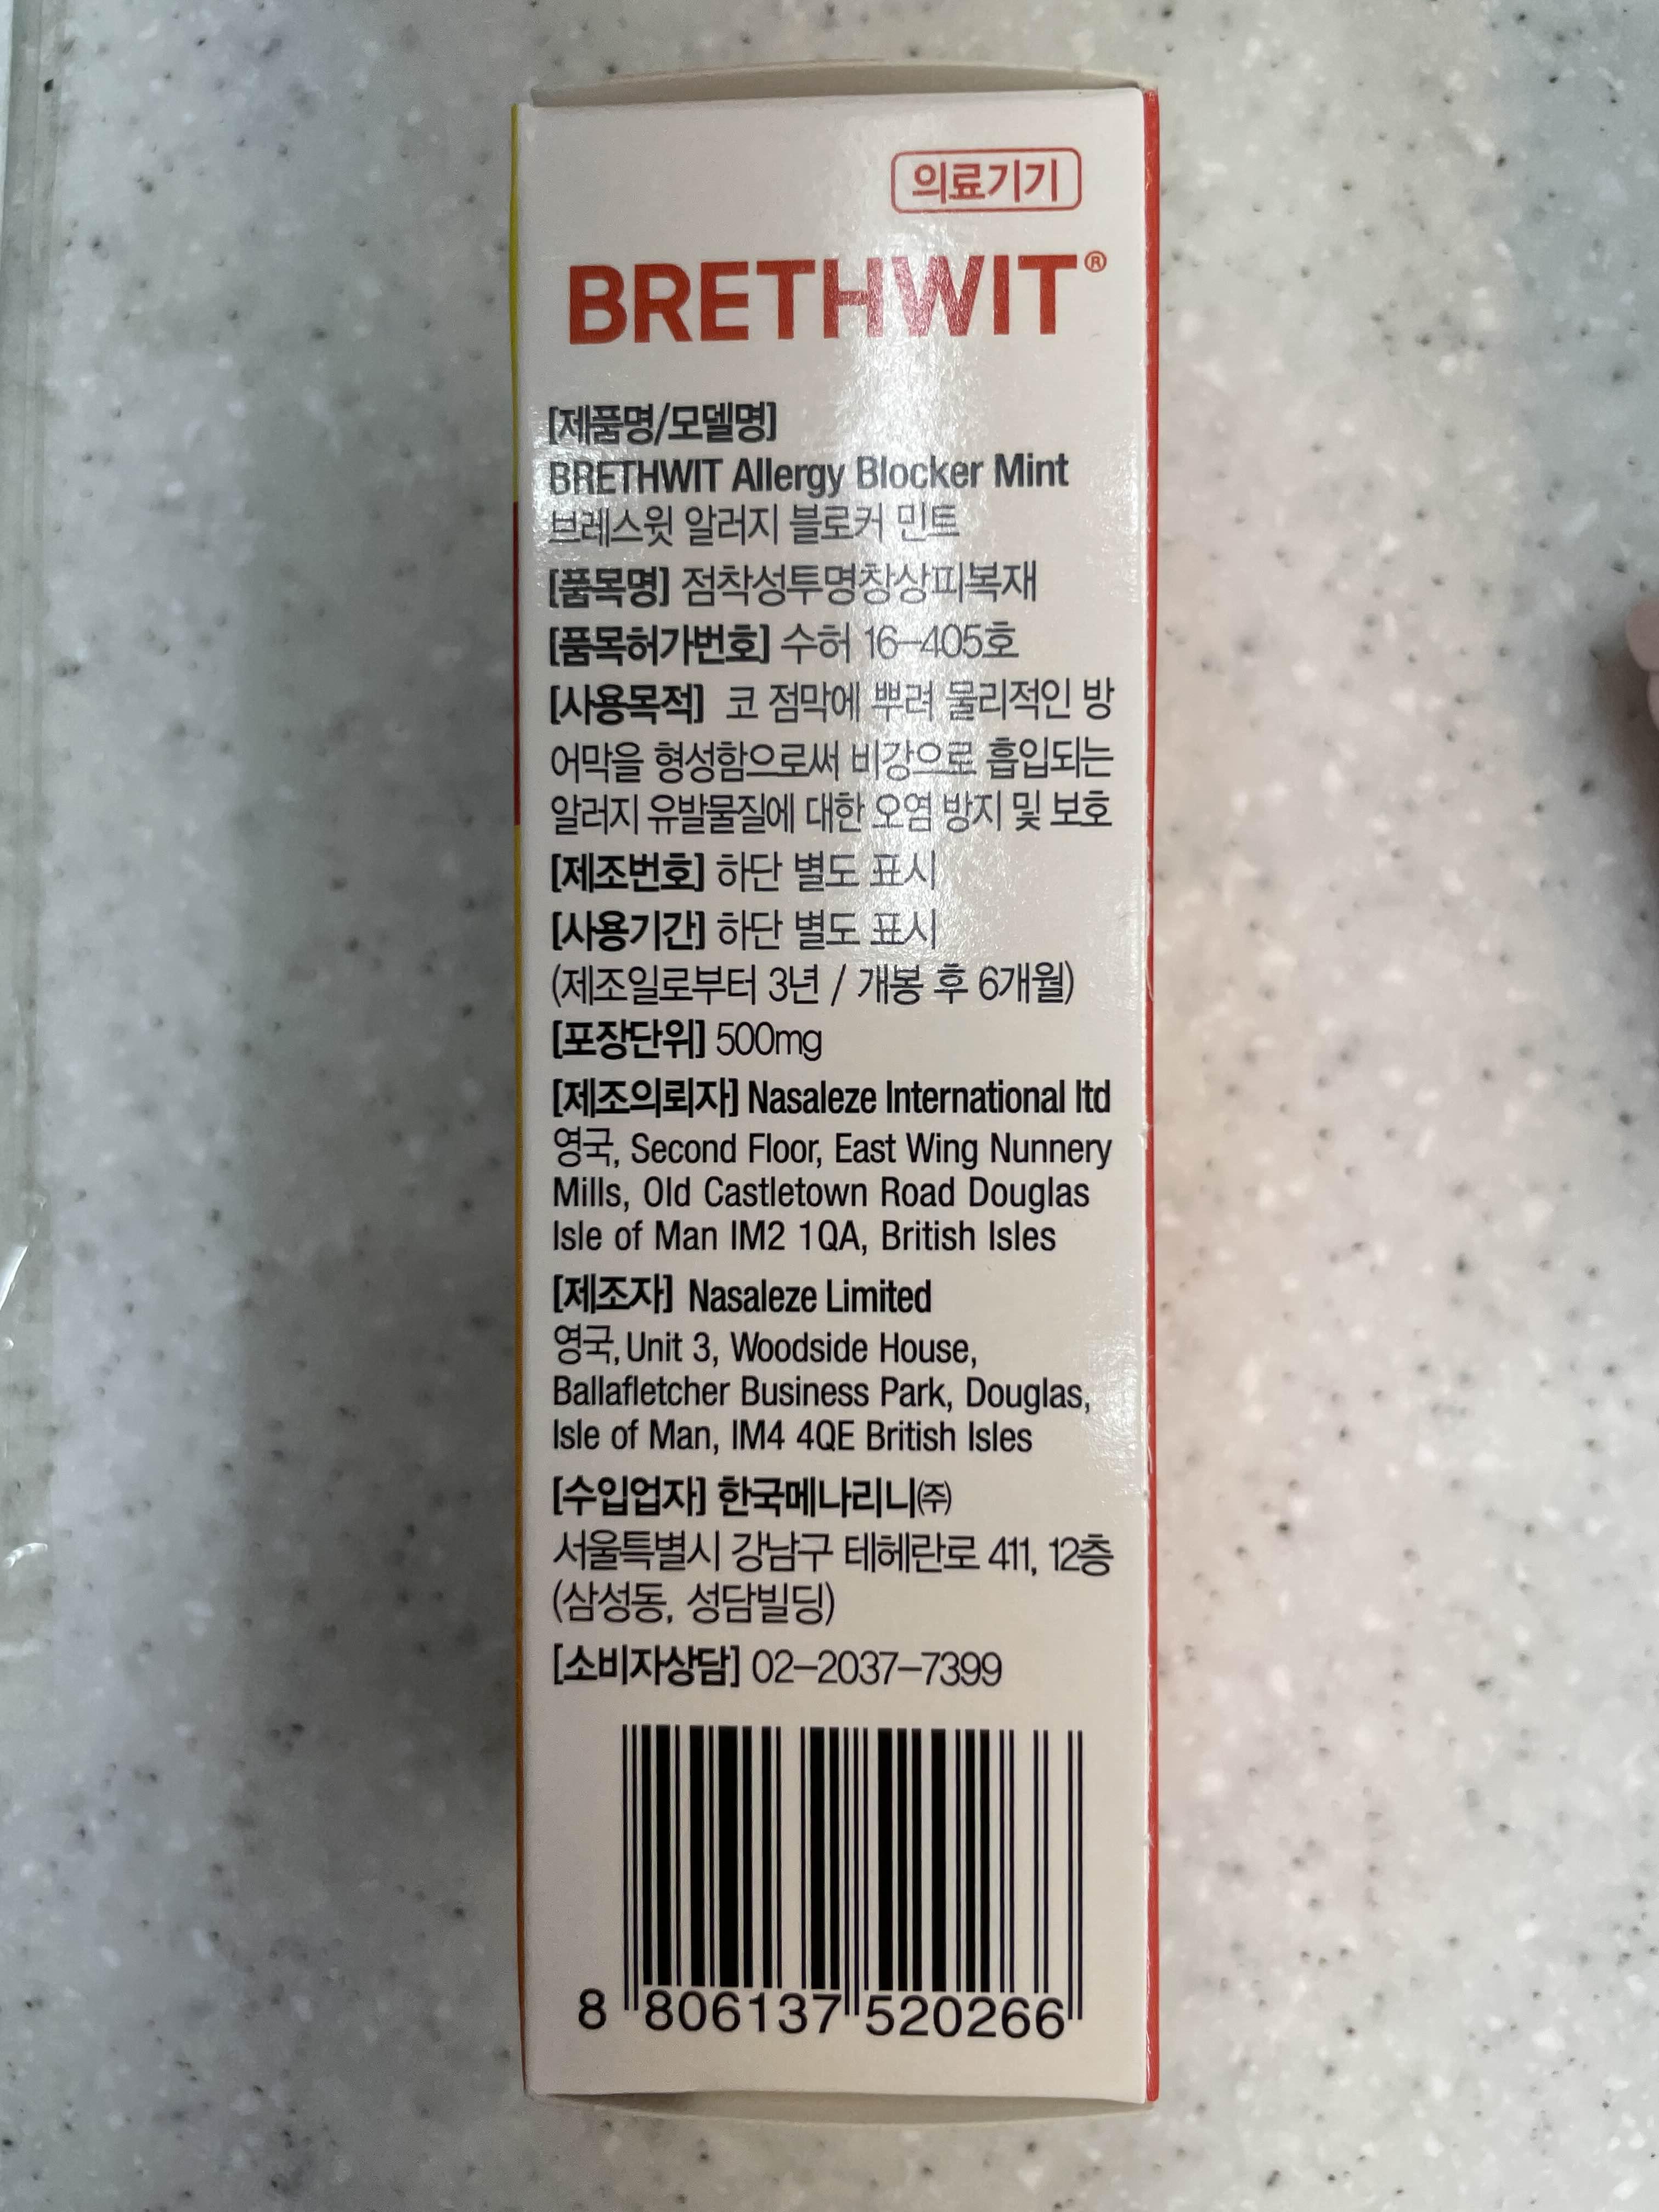 의료기기
BRETHWIT®
[제품명/모델명]
BRETHWIT Allergy Blocker Mint
브레스윗 알러지 블로커 민트
[품목명] 점착성투명창상피복재
[품목허가번호] 수허 16-405호
[사용목적] 코 점막에 뿌려 물리적인 방
어막을 형성함으로써 비강으로 흡입되는
알러지 유발물질에 대한 오염 방지 및 보호
[제조번호] 하단 별도 표시
[사용기간] 하단 별도 표시
(제조일로부터 3년 / 개봉 후 6개월)
[포장단위] 500mg
[제조의뢰자] Nasaleze International ltd
영국, Second Floor, East Wing Nunnery
Mills, Old Castletown Road Douglas
Isle of Man IM2 1QA, British Isles
[제조자] Nasaleze Limited
영국, Unit 3, Woodside House,
Ballafletcher Business Park, Douglas,
Isle of Man, IM4 4QE British Isles
[수입업자] 한국메나리니㈜
서울특별시 강남구 테헤란로 411, 12층
(삼성동, 성담빌딩)
[소비자상담] 02-2037-7399
8 806137 520266